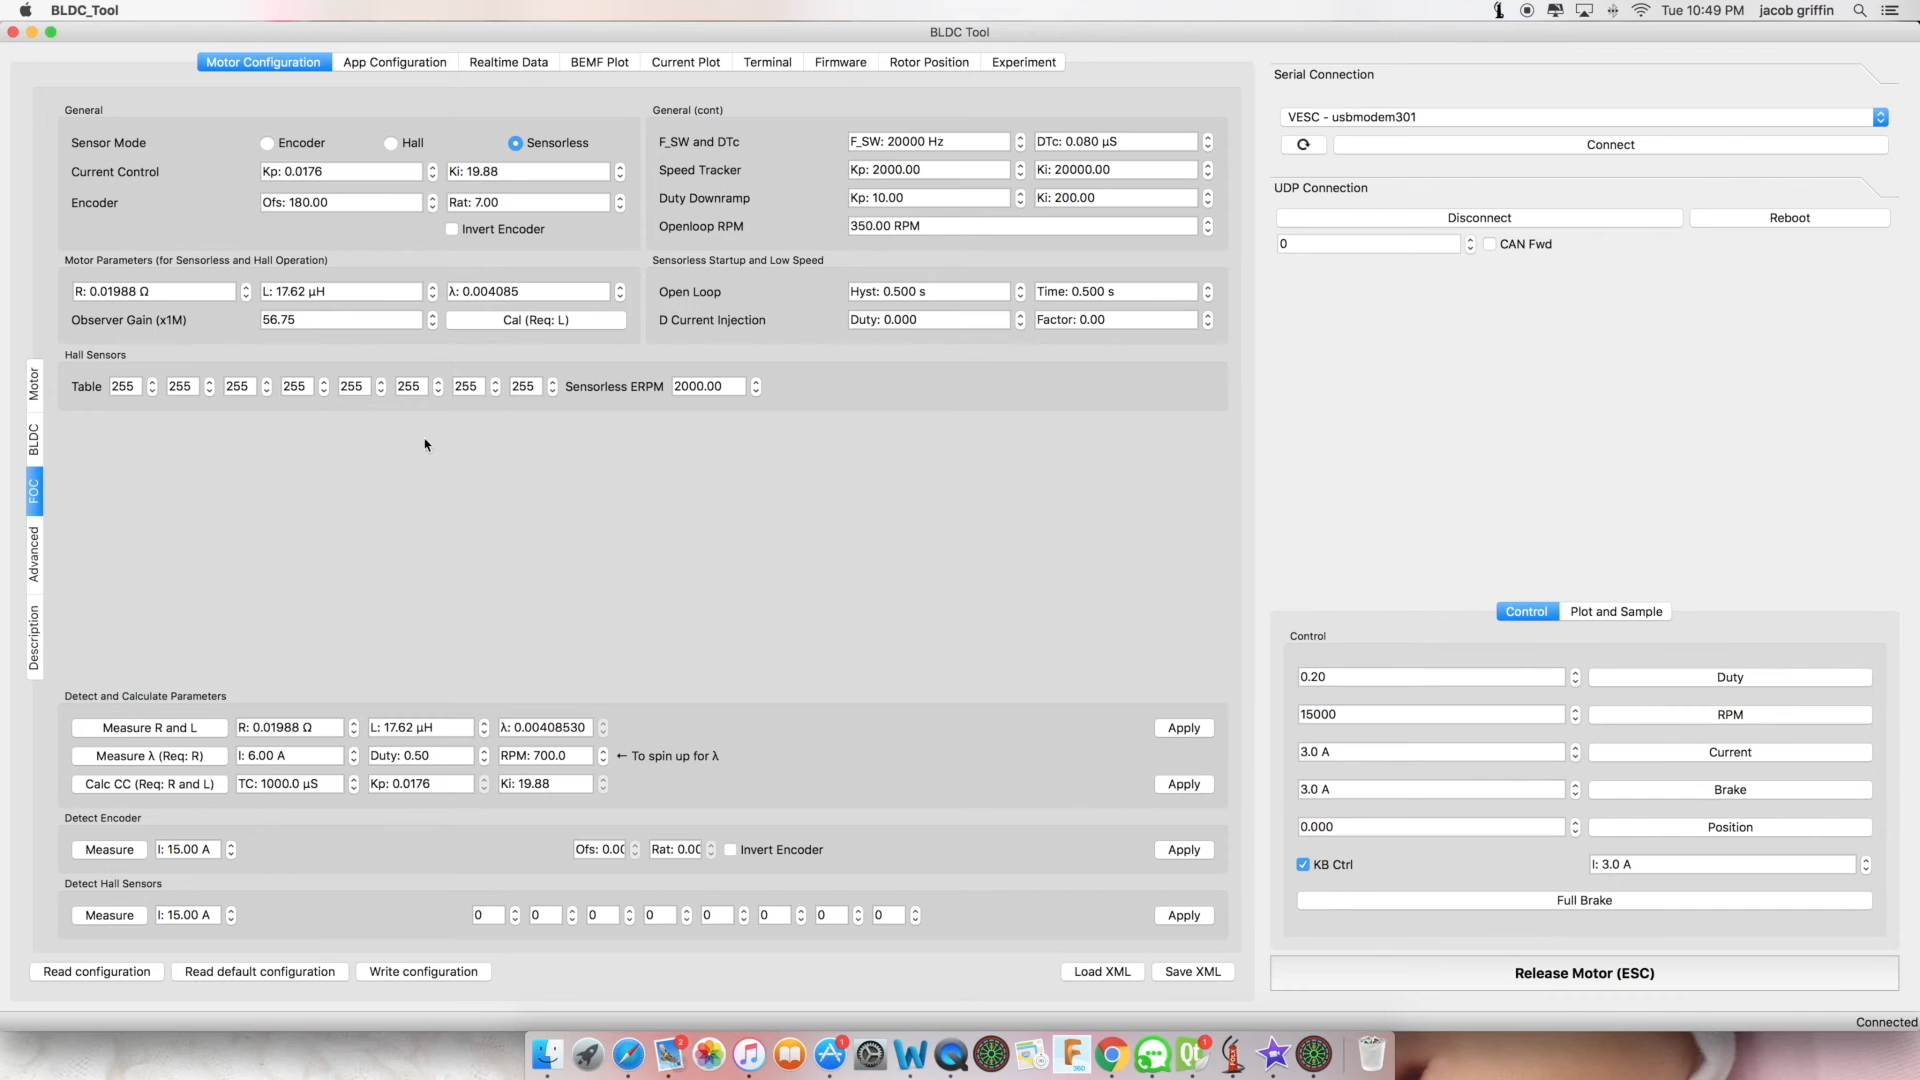 BLDC_Tool
Tue 10:49 PM jacob griffin
BLDC Tool
Motor Configuration App Configuration Realtime Data BEMF Plot Current Plot Terminal Firmware Rotor Position Experiment
General
Sensor Mode Encoder Hall Sensorless
Current Control Kp: 0.0176 Ki: 19.88
Encoder Ofs: 180.00 Rat: 7.00
Invert Encoder
General (cont)
F_SW and DTc F_SW: 20000 Hz DTc: 0.080 µS
Speed Tracker Kp: 2000.00 Ki: 20000.00
Duty Downramp Kp: 10.00 Ki: 200.00
Openloop RPM 350.00 RPM
Motor Parameters (for Sensorless and Hall Operation)
R: 0.01988 Ω L: 17.62 µH λ: 0.004085
Observer Gain (x1M) 56.75 Cal (Req: L)
Sensorless Startup and Low Speed
Open Loop Hyst: 0.500 s Time: 0.500 s
D Current Injection Duty: 0.000 Factor: 0.00
Hall Sensors
Table 255 255 255 255 255 255 255 255 Sensorless ERPM 2000.00
Motor
BLDC
FOC
Advanced
Description
Detect and Calculate Parameters
Measure R and L R: 0.01988 Ω L: 17.62 µH λ: 0.00408530 Apply
Measure λ (Req: R) I: 6.00 A Duty: 0.50 RPM: 700.0 ← To spin up for λ
Calc CC (Req: R and L) TC: 1000.0 µS Kp: 0.0176 Ki: 19.88 Apply
Detect Encoder
Measure I: 15.00 A Ofs: 0.00 Rat: 0.00 Invert Encoder Apply
Detect Hall Sensors
Measure I: 15.00 A 0 0 0 0 0 0 0 0 Apply
Read configuration Read default configuration Write configuration Load XML Save XML
Serial Connection
VESC - usbmodem301
Connect
UDP Connection
Disconnect Reboot
0 CAN Fwd
Control Plot and Sample
Control
0.20 Duty
15000 RPM
3.0 A Current
3.0 A Brake
0.000 Position
KB Ctrl I: 3.0 A
Full Brake
Release Motor (ESC)
Connected
2 1 F 360 Qt 1